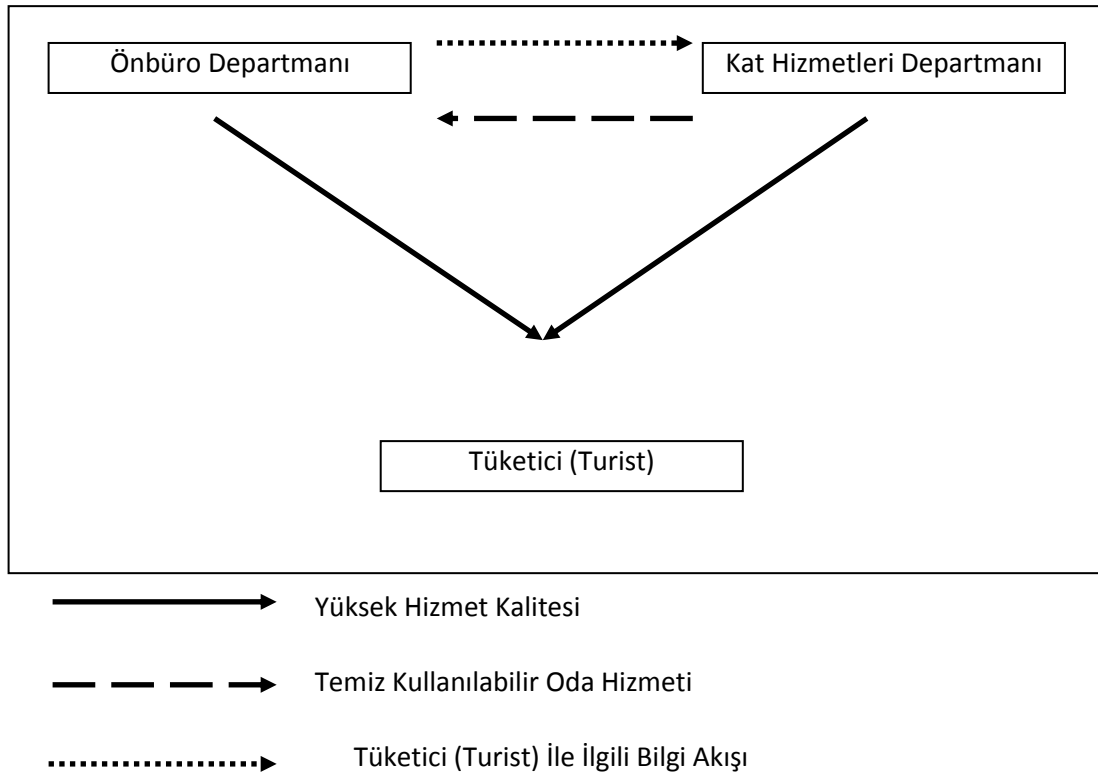 Önbüro Departmanı
Kat Hizmetleri Departmanı
Tüketici (Turist)
Yüksek Hizmet Kalitesi
Temiz Kullanılabilir Oda Hizmeti
Tüketici (Turist) İle İlgili Bilgi Akışı